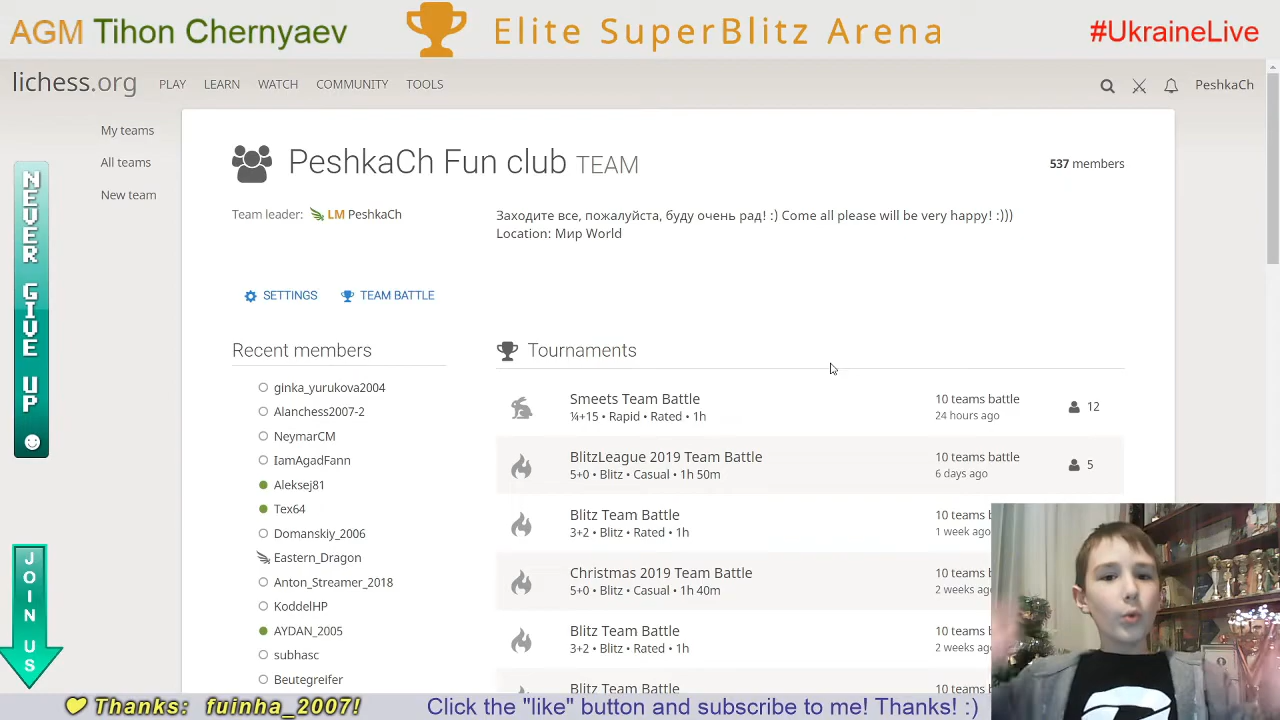 AGM Tihon Chernyaev
Elite SuperBlitz Arena
#UkraineLive
lichess.org
PLAY
LEARN
WATCH
COMMUNITY
TOOLS
PeshkaCh
My teams
All teams
New team
PeshkaCh Fun club TEAM
537 members
Team leader: LM PeshkaCh
Заходите все, пожалуйста, буду очень рад! :) Come all please will be very happy! :)))
Location: Мир World
SETTINGS
TEAM BATTLE
Recent members
ginka_yurukova2004
Alanchess2007-2
NeymarCM
IamAgadFann
Aleksej81
Tex64
Domanskiy_2006
Eastern_Dragon
Anton_Streamer_2018
KoddelHP
AYDAN_2005
subhasc
Beutegreifer
Tournaments
Smeets Team Battle
¼+15 • Rapid • Rated • 1h
10 teams battle
24 hours ago
12
BlitzLeague 2019 Team Battle
5+0 • Blitz • Casual • 1h 50m
10 teams battle
6 days ago
5
Blitz Team Battle
3+2 • Blitz • Rated • 1h
10 teams b
1 week ago
Christmas 2019 Team Battle
5+0 • Blitz • Casual • 1h 40m
10 teams b
2 weeks ago
Blitz Team Battle
3+2 • Blitz • Rated • 1h
10 teams b
2 weeks ago
Blitz Team Battle
10 teams b
NEVER GIVE UP
JOIN US
Thanks: fuinha_2007!
Click the "like" button and subscribe to me! Thanks! :)